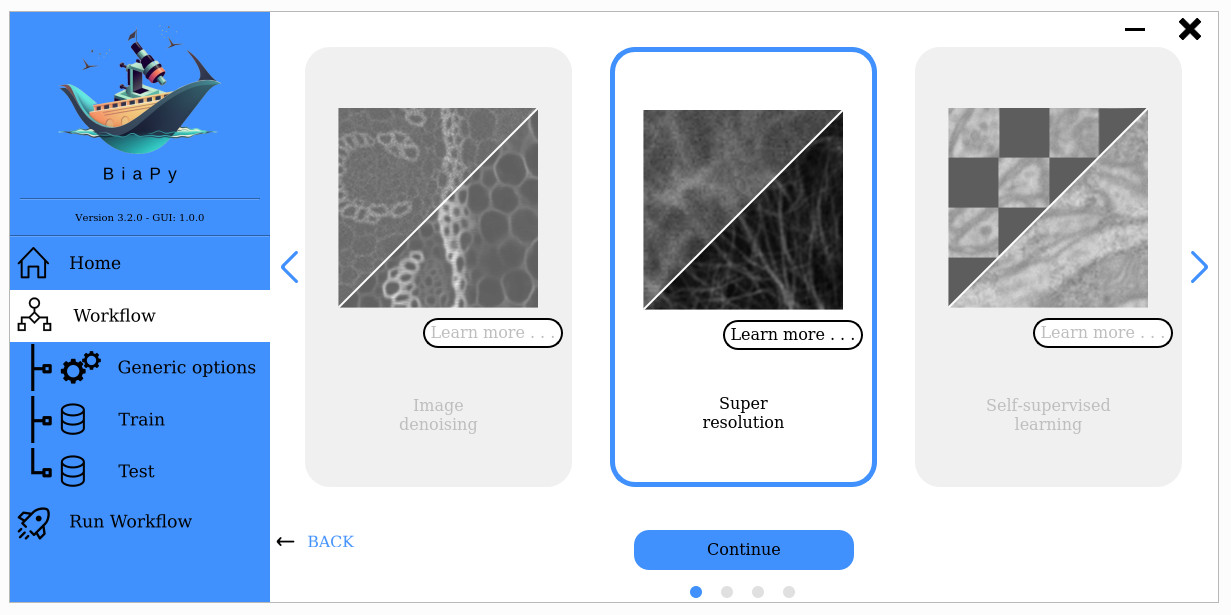 BiaPy
Version 3.2.0 - GUI: 1.0.0
Home
Workflow
Generic options
Train
Test
Run Workflow
Learn more . . .
Image
denoising
Learn more . . .
Super
resolution
Learn more . . .
Self-supervised
learning
← BACK
Continue